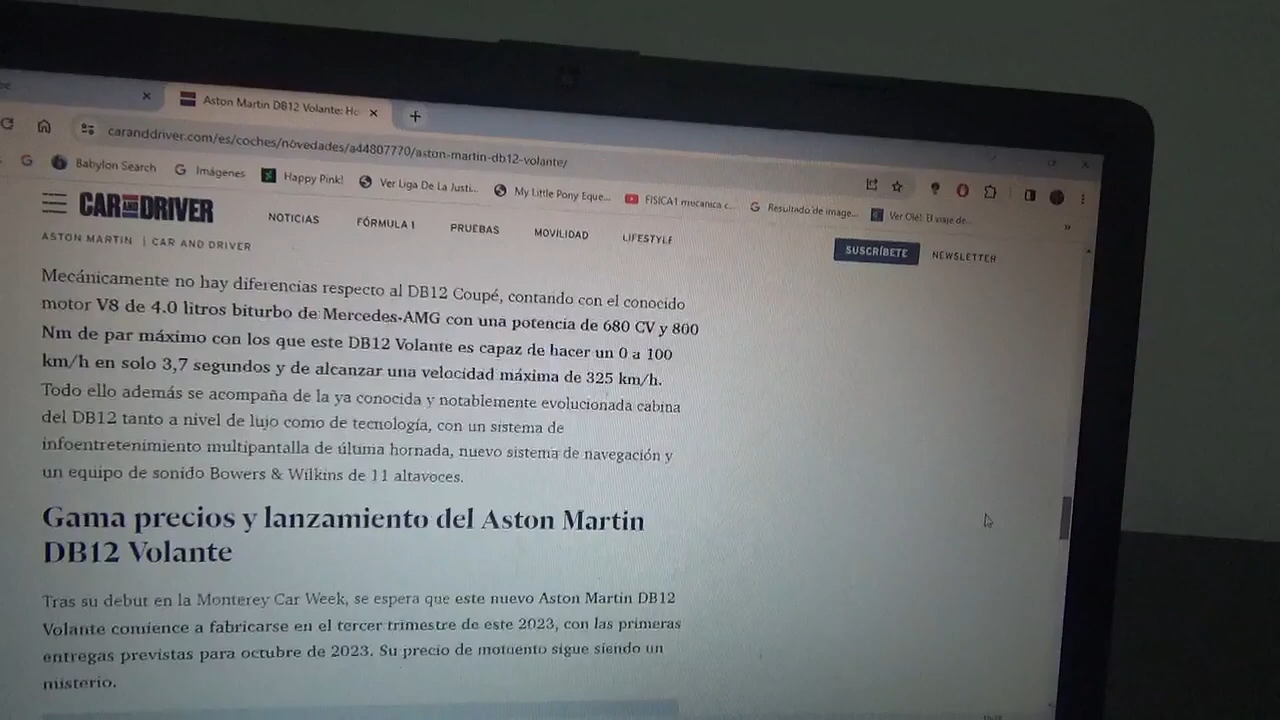 Aston Martin DB12 Volante: Ho
caranddriver.com/es/coches/novedades/a44807770/aston-martin-db12-volante/
Babylon Search
Imágenes
Happy Pink!
Ver Liga De La Justi...
My Little Pony Eque...
FISICA1 mecanica c...
Resultado de image...
Ver Olé! El viaje de...
CAR AND DRIVER
NOTICIAS
FÓRMULA 1
PRUEBAS
MOVILIDAD
LIFESTYLE
SUSCRÍBETE
NEWSLETTER
ASTON MARTIN | CAR AND DRIVER
Mecánicamente no hay diferencias respecto al DB12 Coupé, contando con el conocido
motor V8 de 4.0 litros biturbo de Mercedes-AMG con una potencia de 680 CV y 800
Nm de par máximo con los que este DB12 Volante es capaz de hacer un 0 a 100
km/h en solo 3,7 segundos y de alcanzar una velocidad máxima de 325 km/h.
Todo ello además se acompaña de la ya conocida y notablemente evolucionada cabina
del DB12 tanto a nivel de lujo como de tecnología, con un sistema de
infoentretenimiento multipantalla de última hornada, nuevo sistema de navegación y
un equipo de sonido Bowers & Wilkins de 11 altavoces.
Gama precios y lanzamiento del Aston Martin
DB12 Volante
Tras su debut en la Monterey Car Week, se espera que este nuevo Aston Martin DB12
Volante comience a fabricarse en el tercer trimestre de este 2023, con las primeras
entregas previstas para octubre de 2023. Su precio de momento sigue siendo un
misterio.